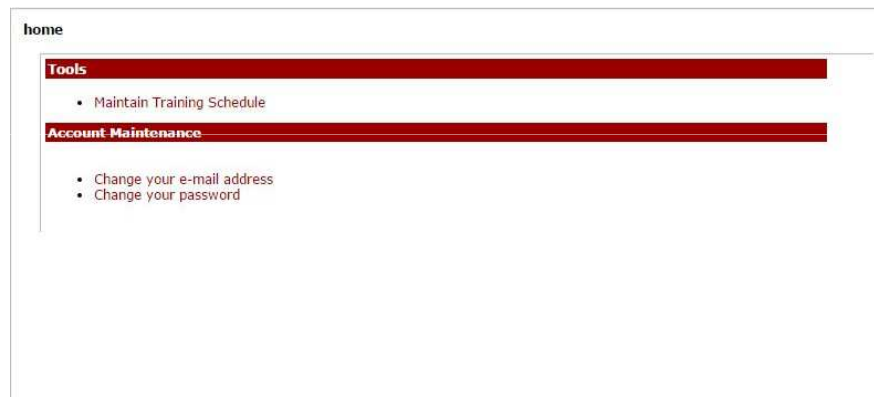 home
Tools
Maintain Training Schedule
Account Maintenance
Change your e-mail address
Change your password